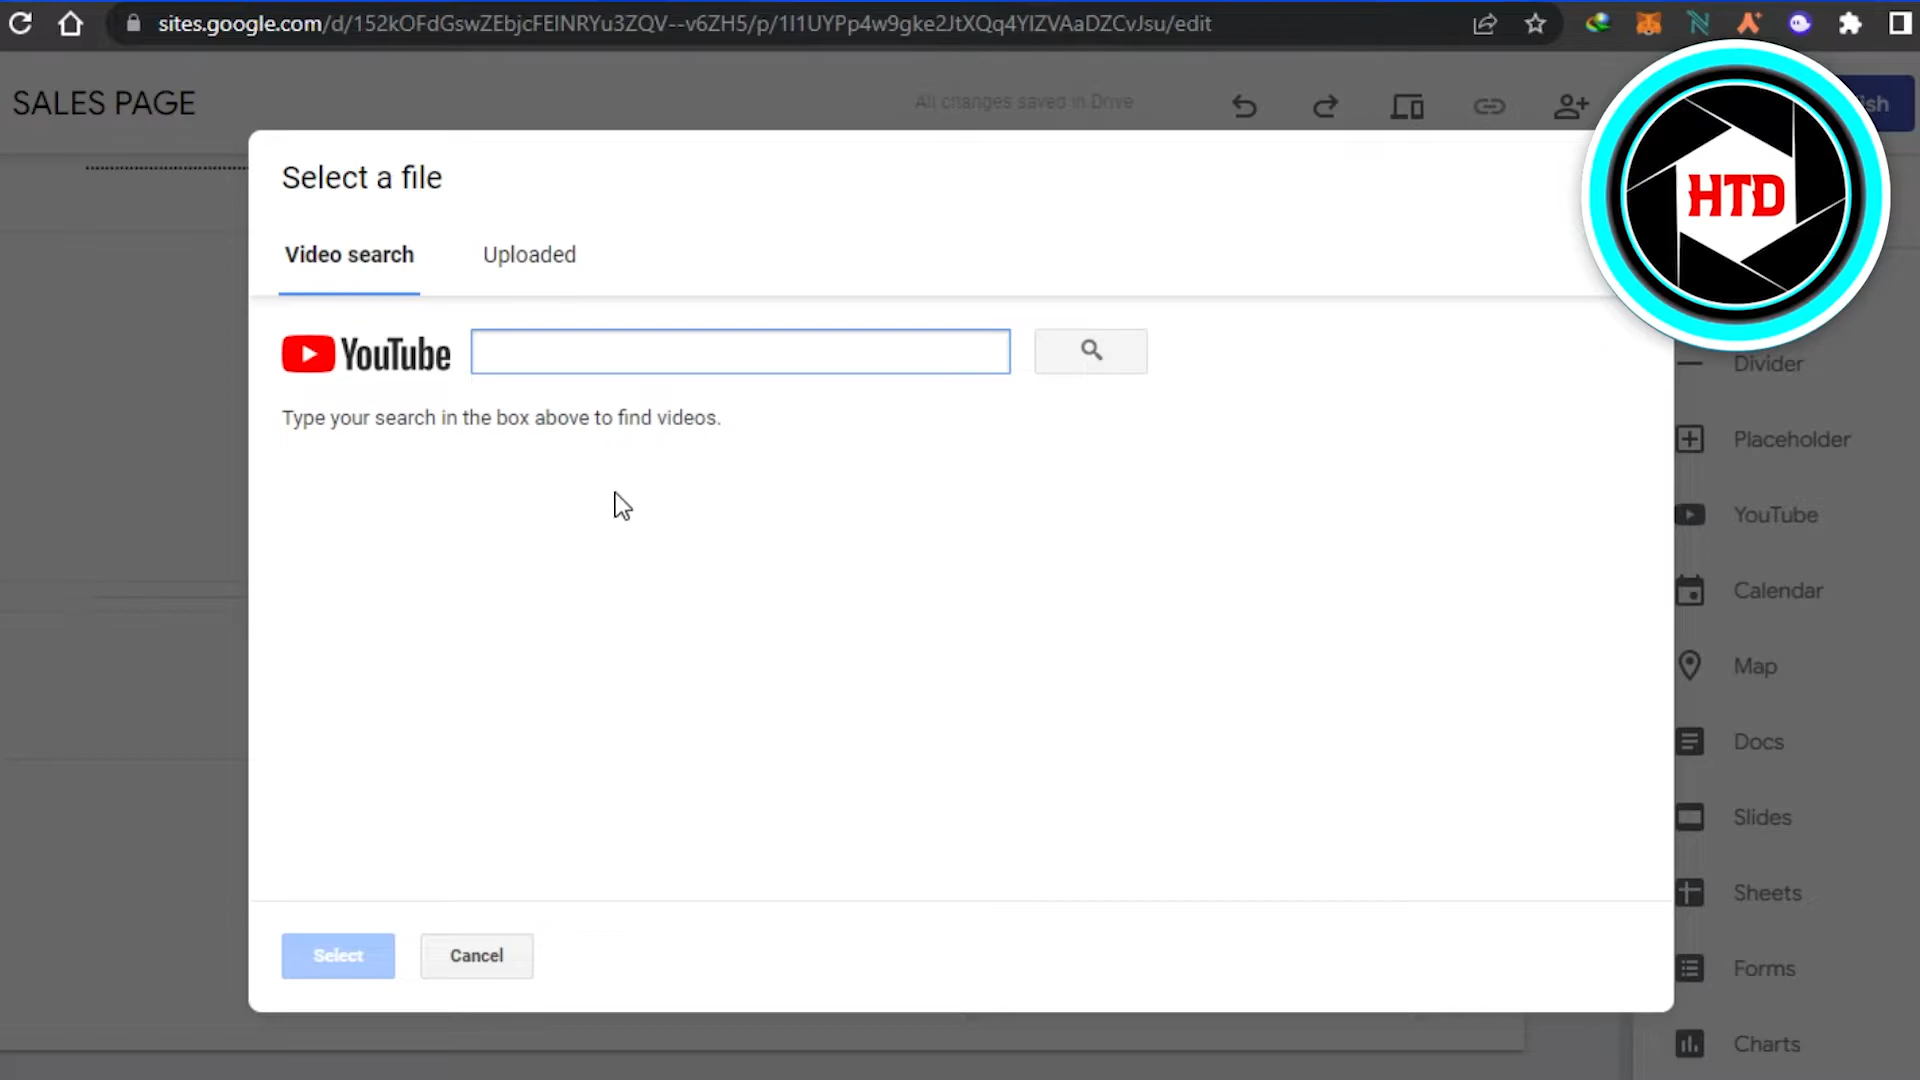 sites.google.com/d/152kOFdGswZEbjcFEINRYu3ZQV--v6ZH5/p/1I1UYPp4w9gke2JtXQq4YIZVAaDZCvJsu/edit
SALES PAGE
All changes saved in Drive
sh
HTD
Select a file
Video search
Uploaded
YouTube
Type your search in the box above to find videos.
Select
Cancel
Divider
Placeholder
YouTube
Calendar
Map
Docs
Slides
Sheets
Forms
Charts